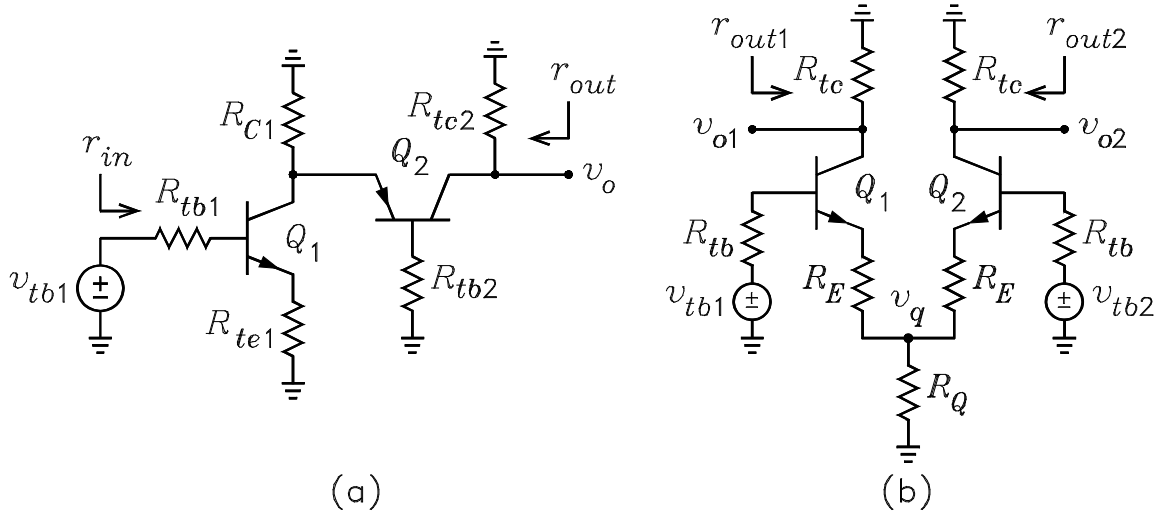 r_out1
r_out2
r_out
R_tc
R_tc
R_C1
R_tc2
v_o1
v_o2
r_in
Q_2
v_o
R_tb1
Q_1
Q_2
Q_1
R_tb
R_tb
v_tb1
R_tb2
R_E
R_E
v_tb1
v_q
v_tb2
R_te1
R_Q
(a)
(b)